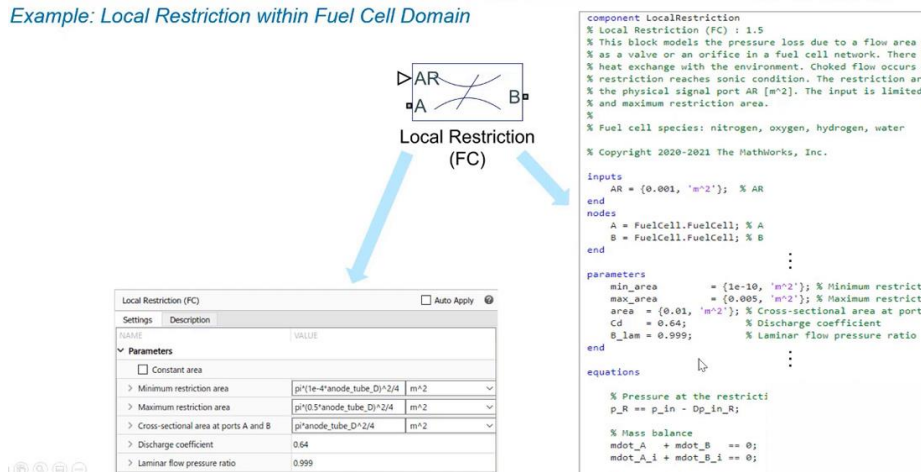 Example: Local Restriction within Fuel Cell Domain
AR
A
B
Local Restriction
(FC)
Local Restriction (FC)
Auto Apply
Settings Description
NAME VALUE
Parameters
Constant area
Minimum restriction area pi*(1e-4*anode_tube_D)^2/4 m^2
Maximum restriction area pi*(0.5*anode_tube_D)^2/4 m^2
Cross-sectional area at ports A and B pi*anode_tube_D^2/4 m^2
Discharge coefficient 0.64
Laminar flow pressure ratio 0.999
component LocalRestriction
% Local Restriction (FC) : 1.5
% This block models the pressure loss due to a flow area
% as a valve or an orifice in a fuel cell network. There
% heat exchange with the environment. Choked flow occurs
% restriction reaches sonic condition. The restriction ar
% the physical signal port AR [m^2]. The input is limited
% and maximum restriction area.
%
% Fuel cell species: nitrogen, oxygen, hydrogen, water
% Copyright 2020-2021 The MathWorks, Inc.
inputs
AR = {0.001, 'm^2'}; % AR
end
nodes
A = FuelCell.FuelCell; % A
B = FuelCell.FuelCell; % B
end
parameters
min_area = {1e-10, 'm^2'}; % Minimum restrict
max_area = {0.005, 'm^2'}; % Maximum restrict
area = {0.01, 'm^2'}; % Cross-sectional area at port
Cd = 0.64; % Discharge coefficient
B_lam = 0.999; % Laminar flow pressure ratio
end
equations
% Pressure at the restricti
p_R == p_in - Dp_in_R;
% Mass balance
mdot_A + mdot_B == 0;
mdot_A_i + mdot_B_i == 0;